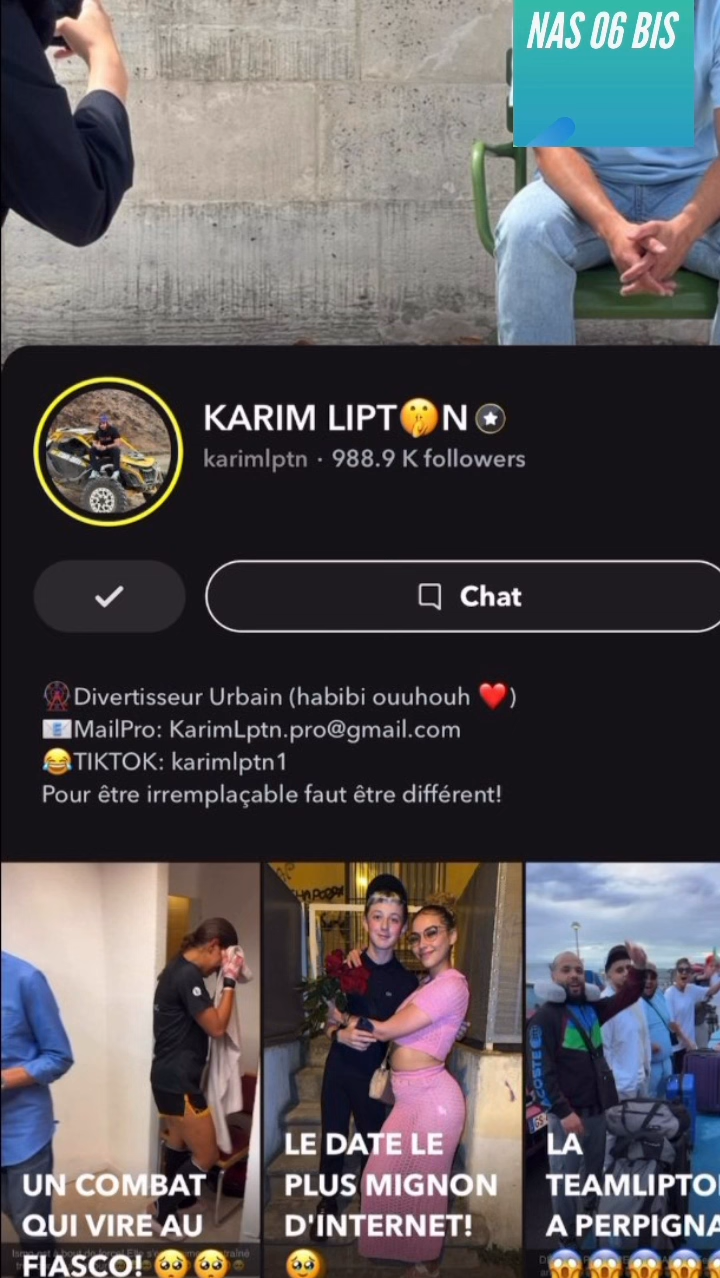 NAS 06 BIS
KARIM LIPT🤫N
karimlptn · 988.9 K followers
Chat
🎡Divertisseur Urbain (habibi ouuhouh ❤️)
📧MailPro: KarimLptn.pro@gmail.com
😂TIKTOK: karimlptn1
Pour être irremplaçable faut être différent!
UN COMBAT
QUI VIRE AU
FIASCO! 🥺🥺
LE DATE LE
PLUS MIGNON
D'INTERNET!
🥹
LA
TEAMLIPTO
A PERPIGNA
😱😱😱😱